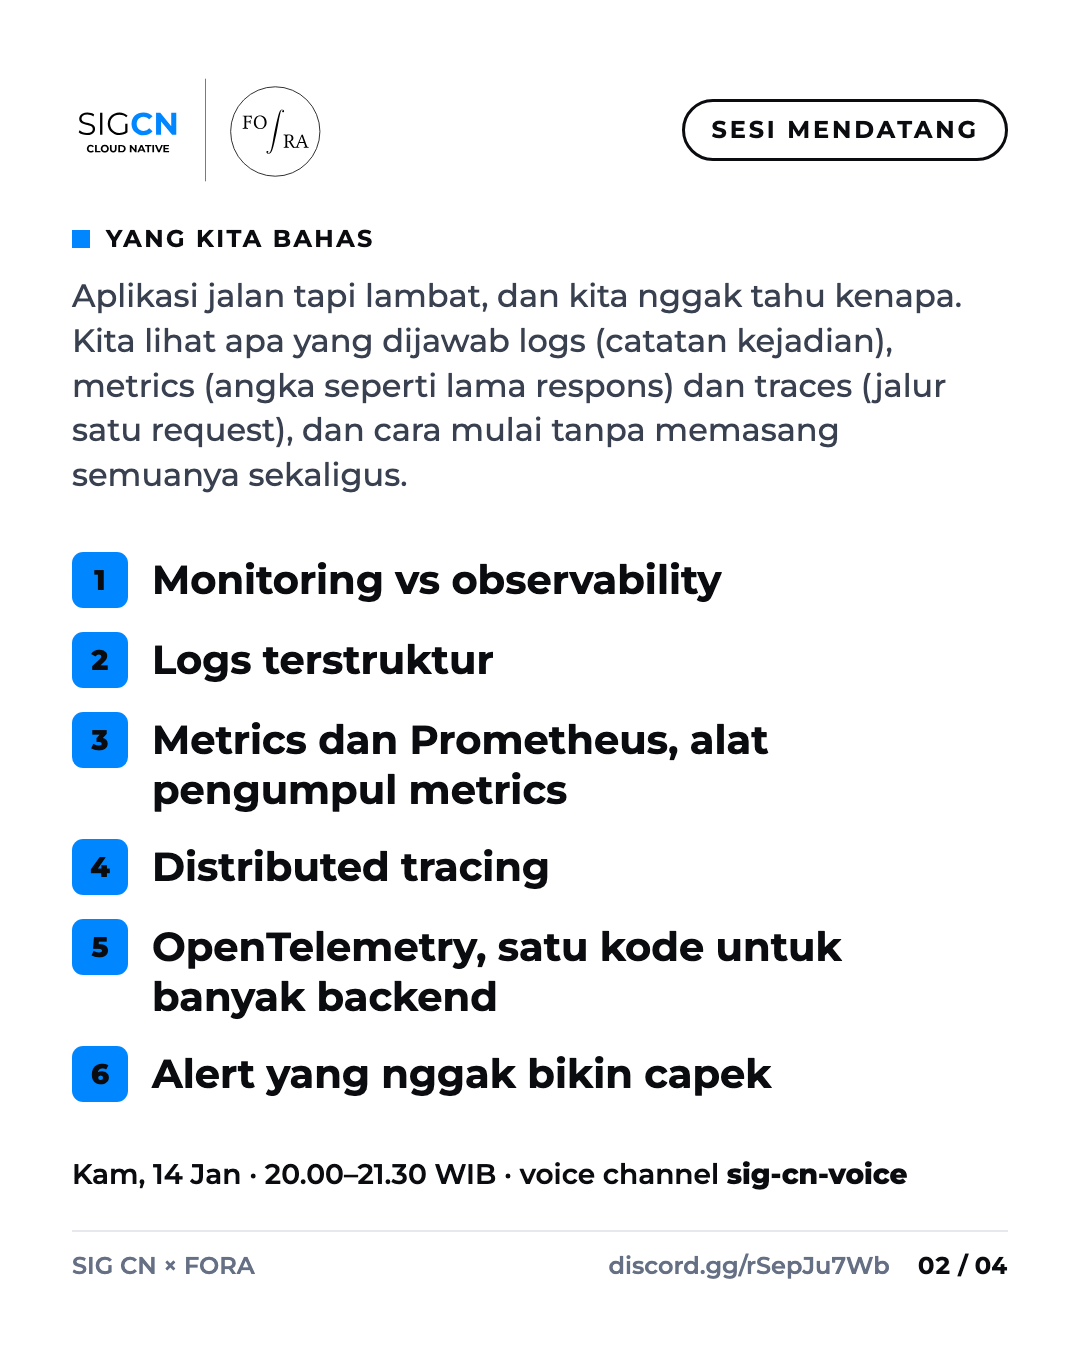 SIGCN
CLOUD NATIVE
FO∫RA
SESI MENDATANG
YANG KITA BAHAS
Aplikasi jalan tapi lambat, dan kita nggak tahu kenapa.
Kita lihat apa yang dijawab logs (catatan kejadian),
metrics (angka seperti lama respons) dan traces (jalur
satu request), dan cara mulai tanpa memasang
semuanya sekaligus.
1 Monitoring vs observability
2 Logs terstruktur
3 Metrics dan Prometheus, alat
pengumpul metrics
4 Distributed tracing
5 OpenTelemetry, satu kode untuk
banyak backend
6 Alert yang nggak bikin capek
Kam, 14 Jan · 20.00–21.30 WIB · voice channel sig-cn-voice
SIG CN × FORA
discord.gg/rSepJu7Wb 02 / 04